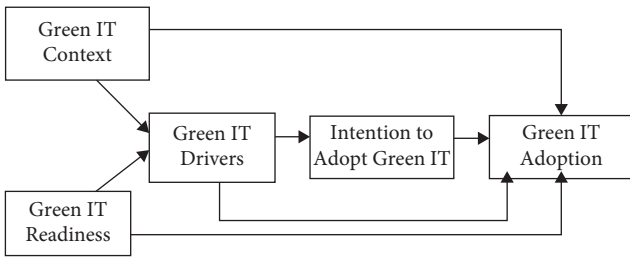 Green IT
Context
Green IT
Drivers
Intention to
Adopt Green IT
Green IT
Adoption
Green IT
Readiness